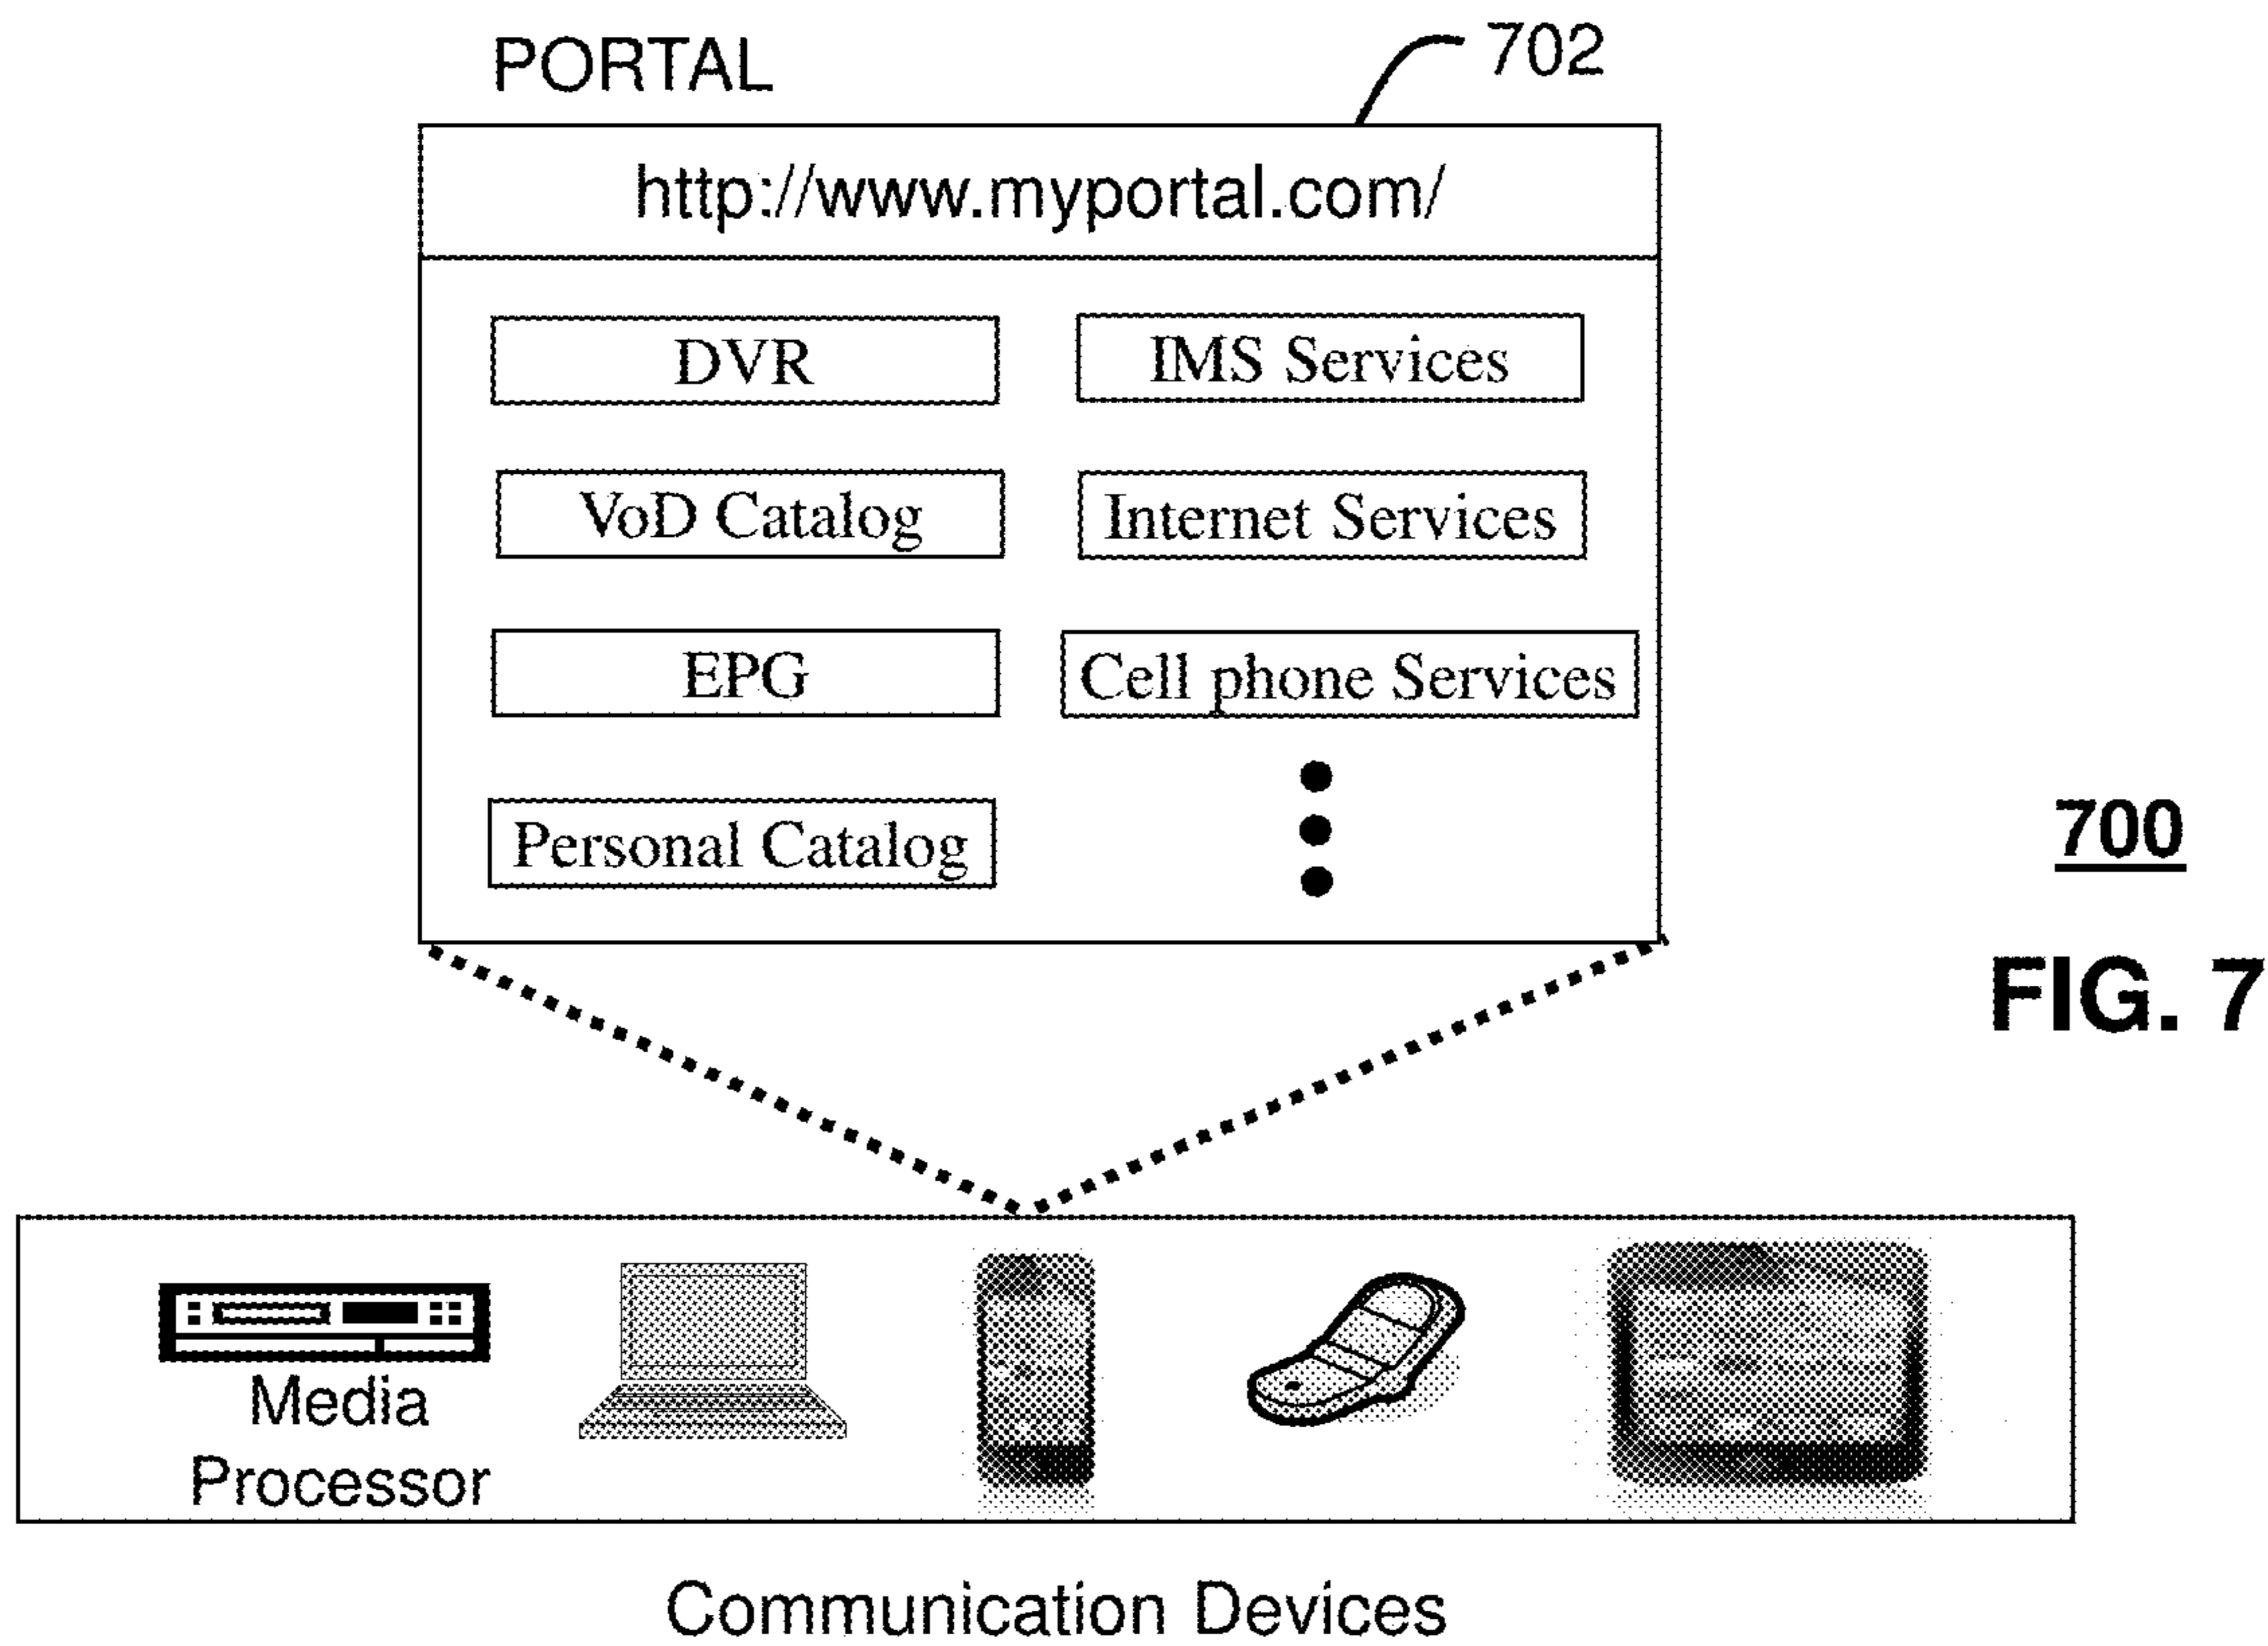 PORTAL
702
http://www.myportal.com/
DVR
IMS Services
VoD Catalog
Internet Services
EPG
Cell phone Services
Personal Catalog
700
FIG. 7
Media
Processor
Communication Devices